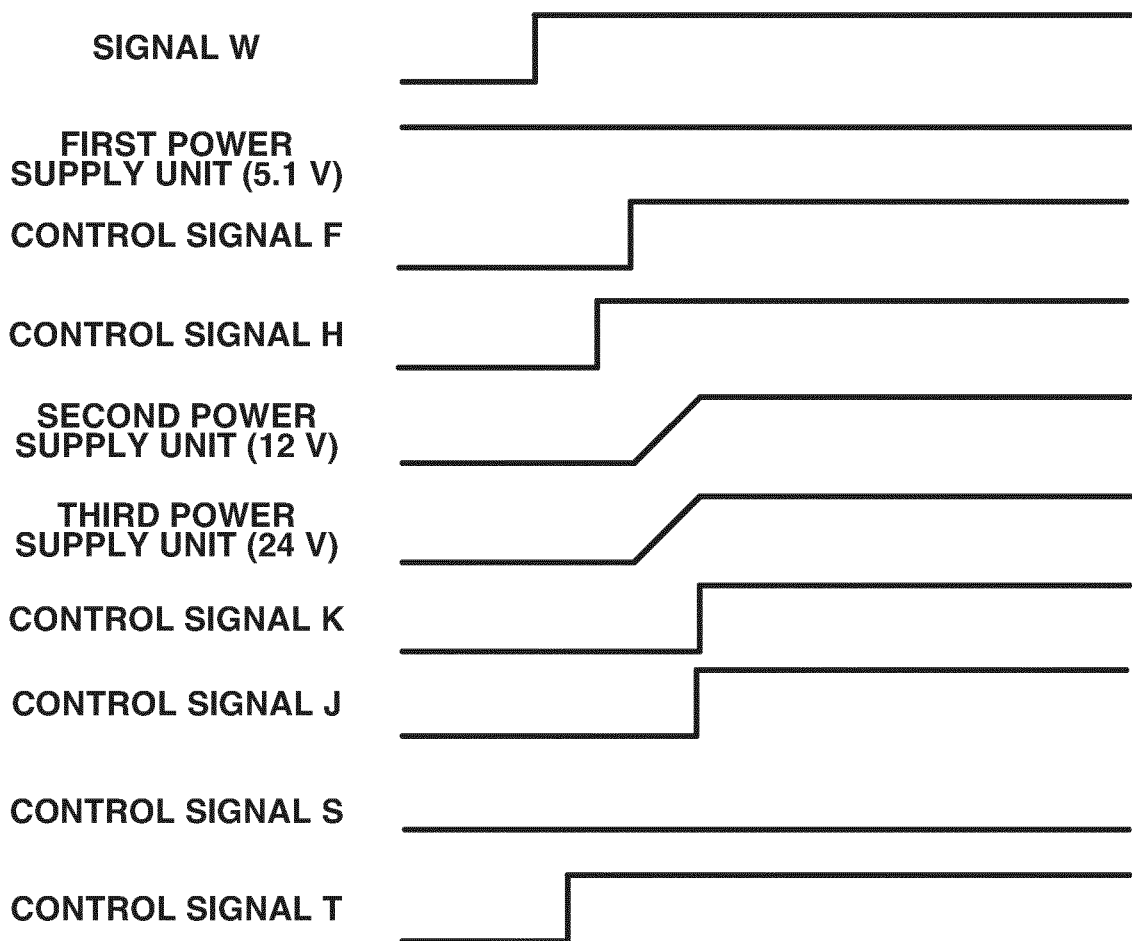 SIGNAL W
FIRST POWER
SUPPLY UNIT (5.1 V)
CONTROL SIGNAL F
CONTROL SIGNAL H
SECOND POWER
SUPPLY UNIT (12 V)
THIRD POWER
SUPPLY UNIT (24 V)
CONTROL SIGNAL K
CONTROL SIGNAL J
CONTROL SIGNAL S
CONTROL SIGNAL T